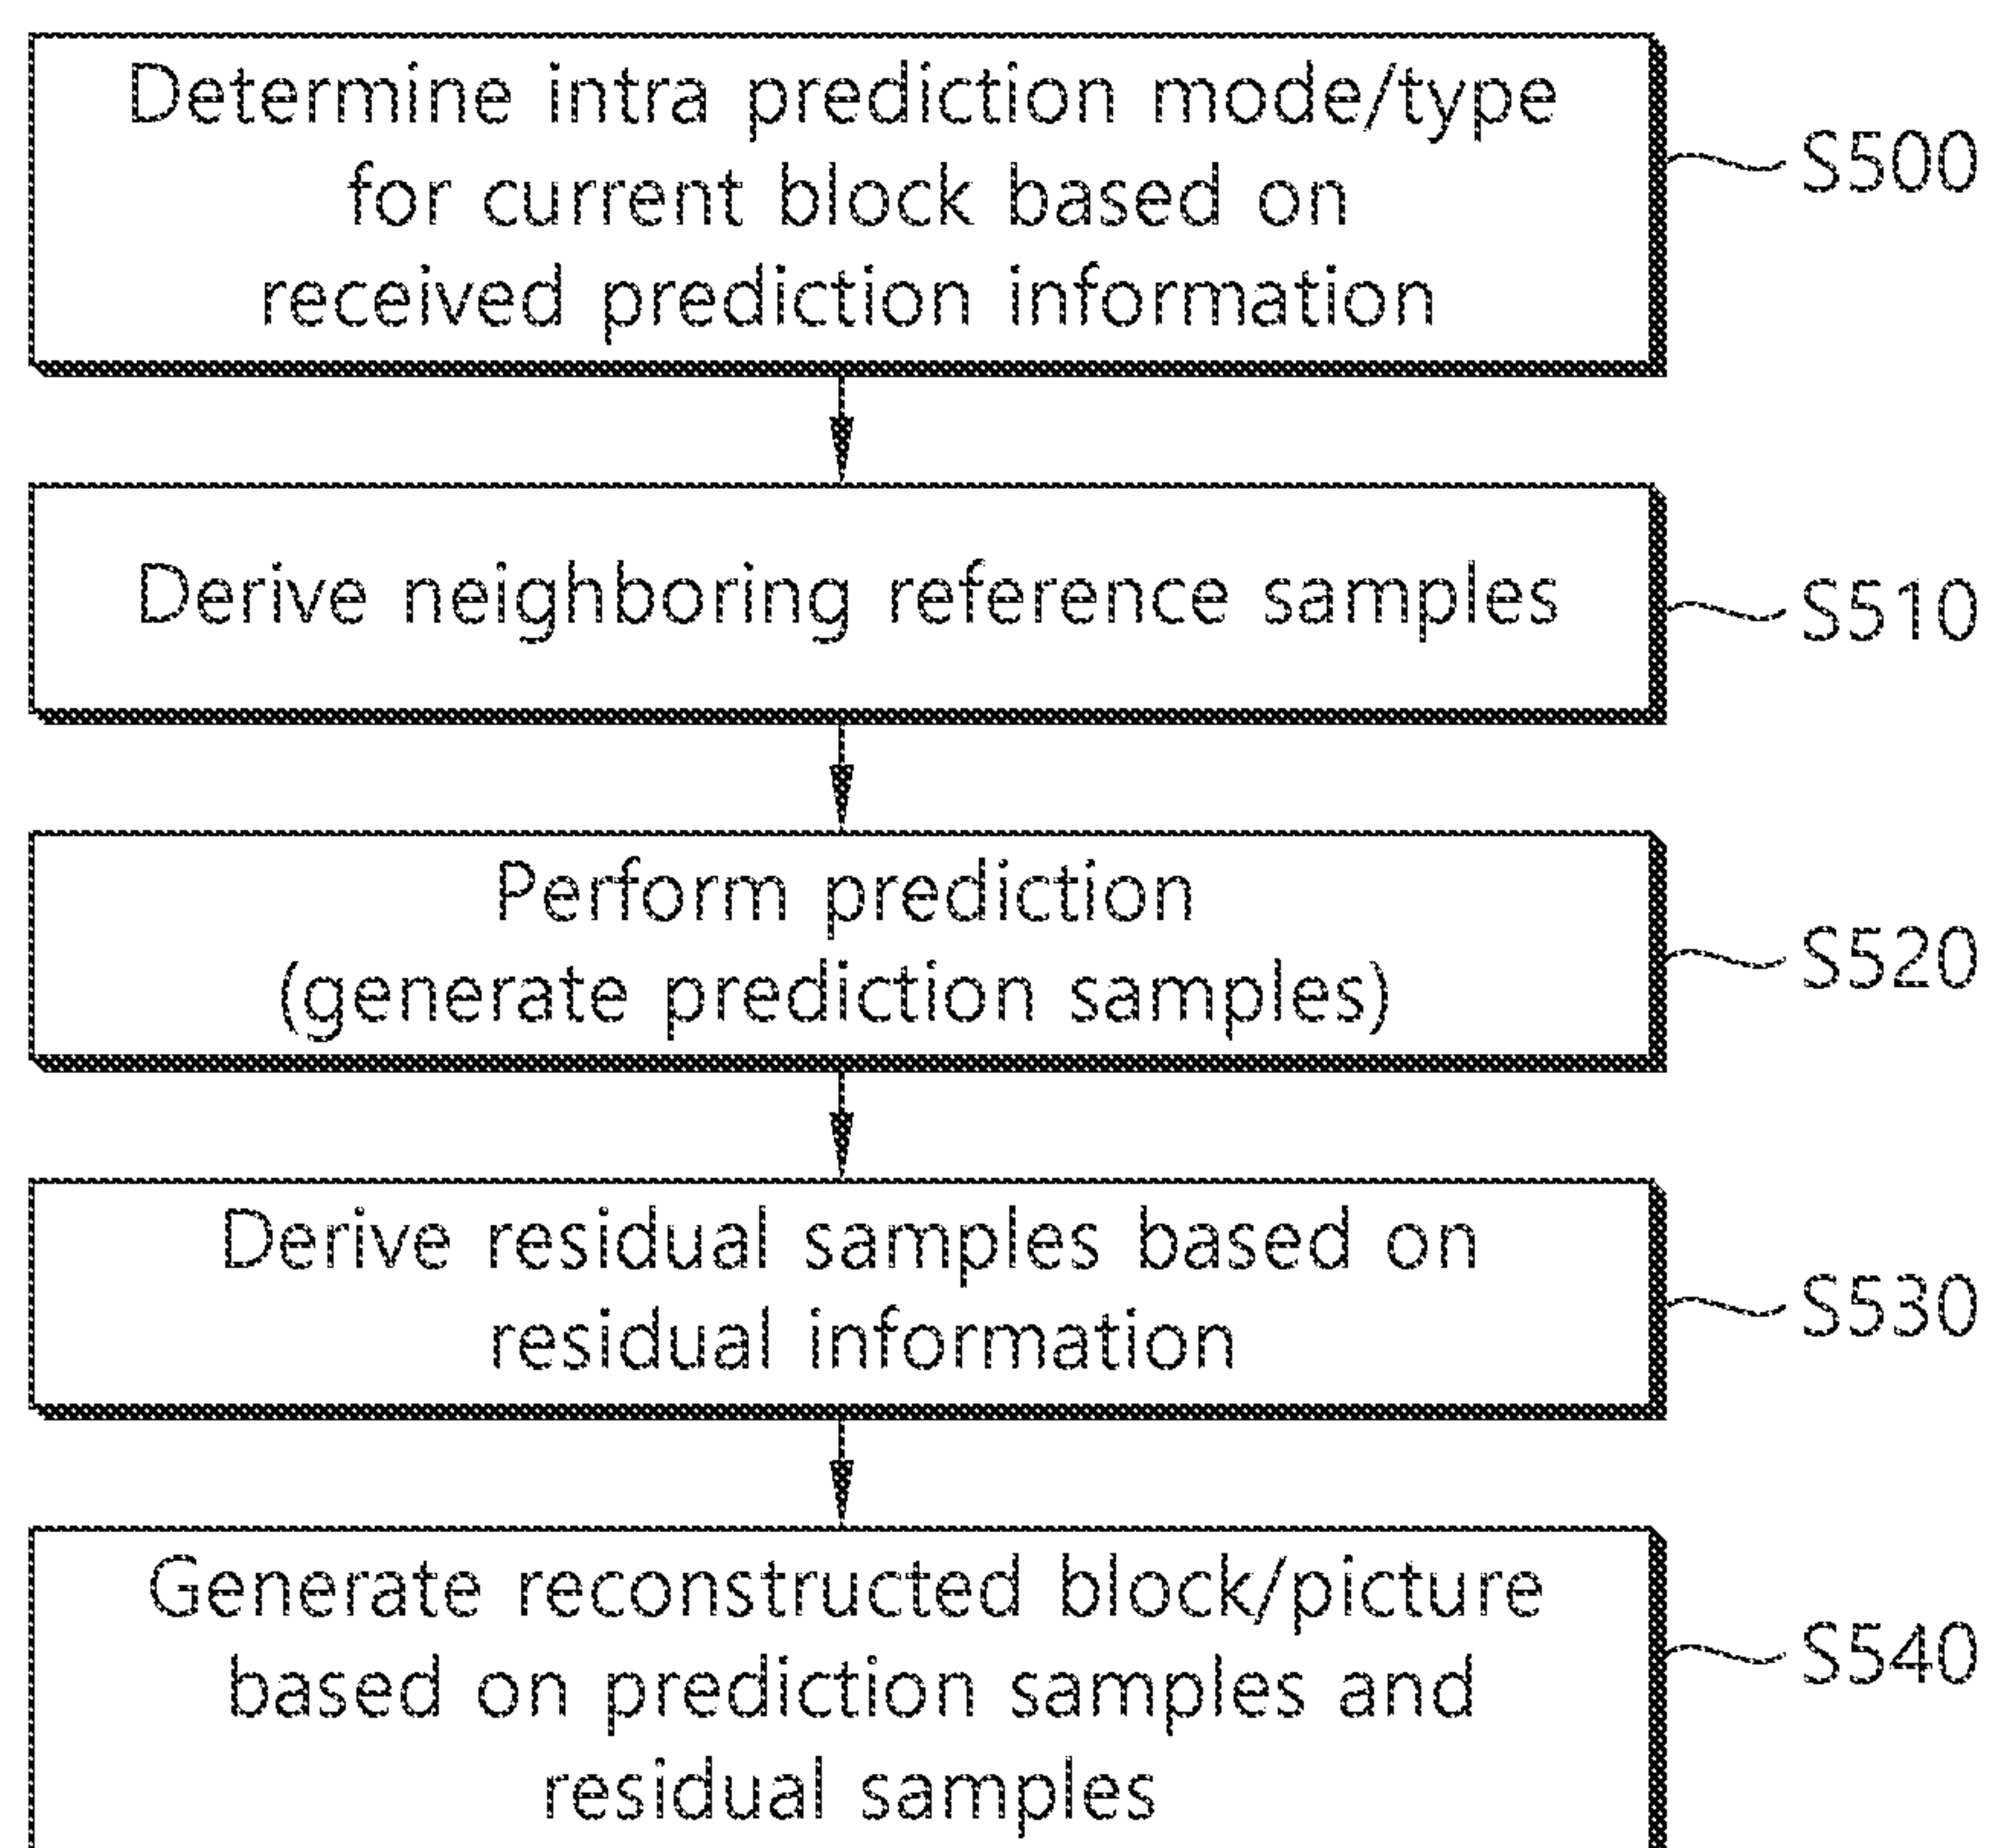 Determine intra prediction mode/type
for current block based on
received prediction information
S500
Derive neighboring reference samples
S510
Perform prediction
(generate prediction samples)
S520
Derive residual samples based on
residual information
S530
Generate reconstructed block/picture
based on prediction samples and
residual samples
S540